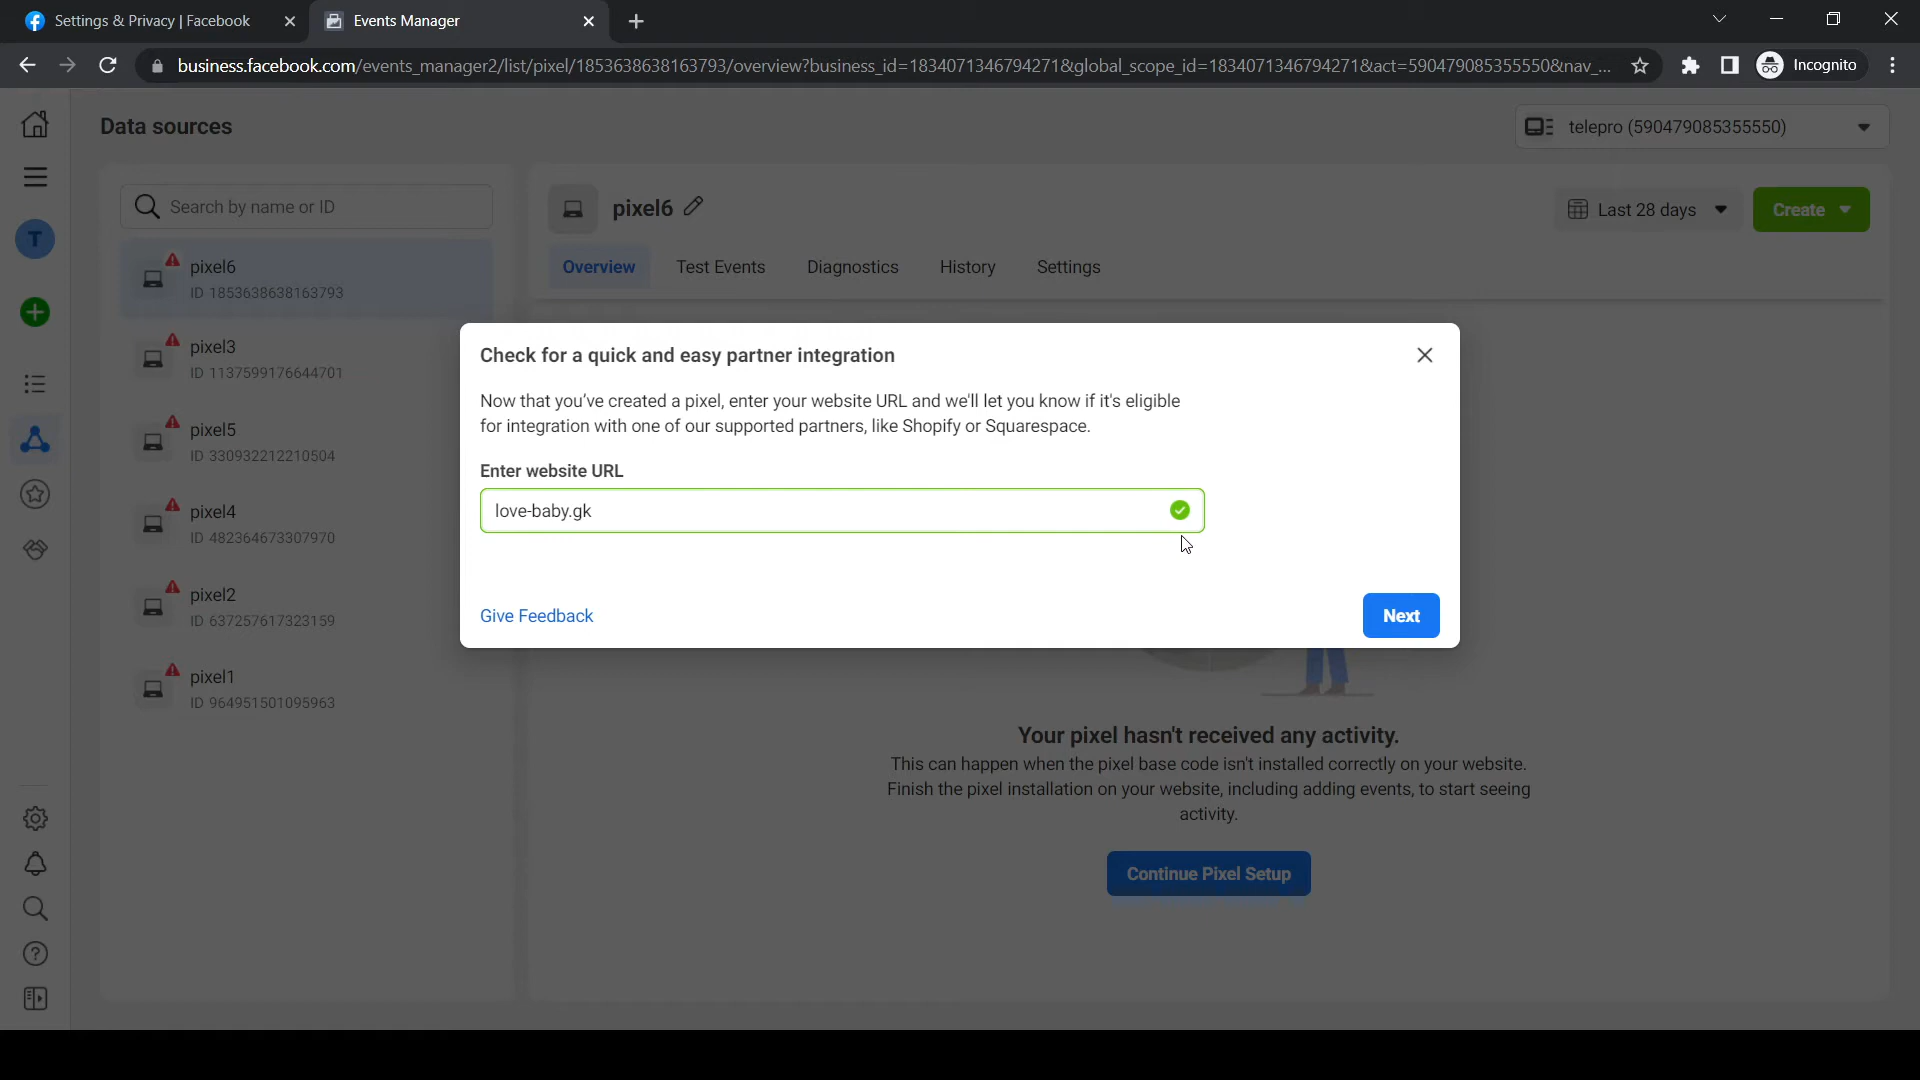 Settings & Privacy | Facebook
Events Manager
business.facebook.com/events_manager2/list/pixel/1853638638163793/overview?business_id=1834071346794271&global_scope_id=1834071346794271&act=590479085355550&nav_...
Incognito
Data sources
telepro (590479085355550)
Search by name or ID
pixel6
Last 28 days
Create
T
Overview
Test Events
Diagnostics
History
Settings
pixel6
ID 1853638638163793
pixel3
ID 1137599176644701
pixel5
ID 330932212210504
pixel4
ID 482364673307970
pixel2
ID 637257617323159
pixel1
ID 964951501095963
Check for a quick and easy partner integration
Now that you've created a pixel, enter your website URL and we'll let you know if it's eligible
for integration with one of our supported partners, like Shopify or Squarespace.
Enter website URL
love-baby.gk
Give Feedback
Next
Your pixel hasn't received any activity.
This can happen when the pixel base code isn't installed correctly on your website.
Finish the pixel installation on your website, including adding events, to start seeing
activity.
Continue Pixel Setup